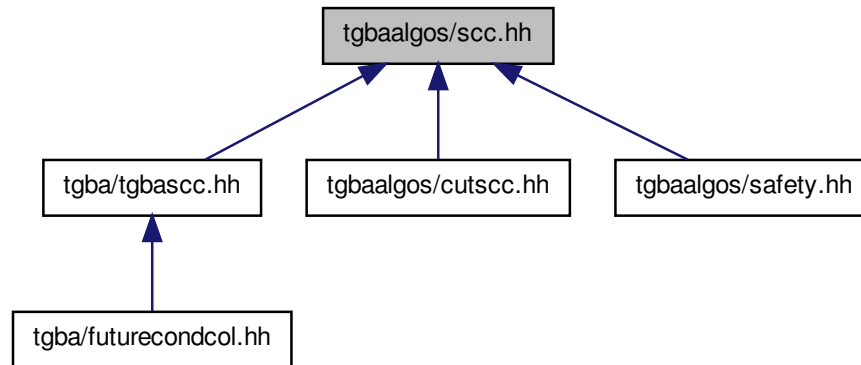 tgbaalgos/scc.hh
tgba/tgbascc.hh
tgbaalgos/cutscc.hh
tgbaalgos/safety.hh
tgba/futurecondcol.hh